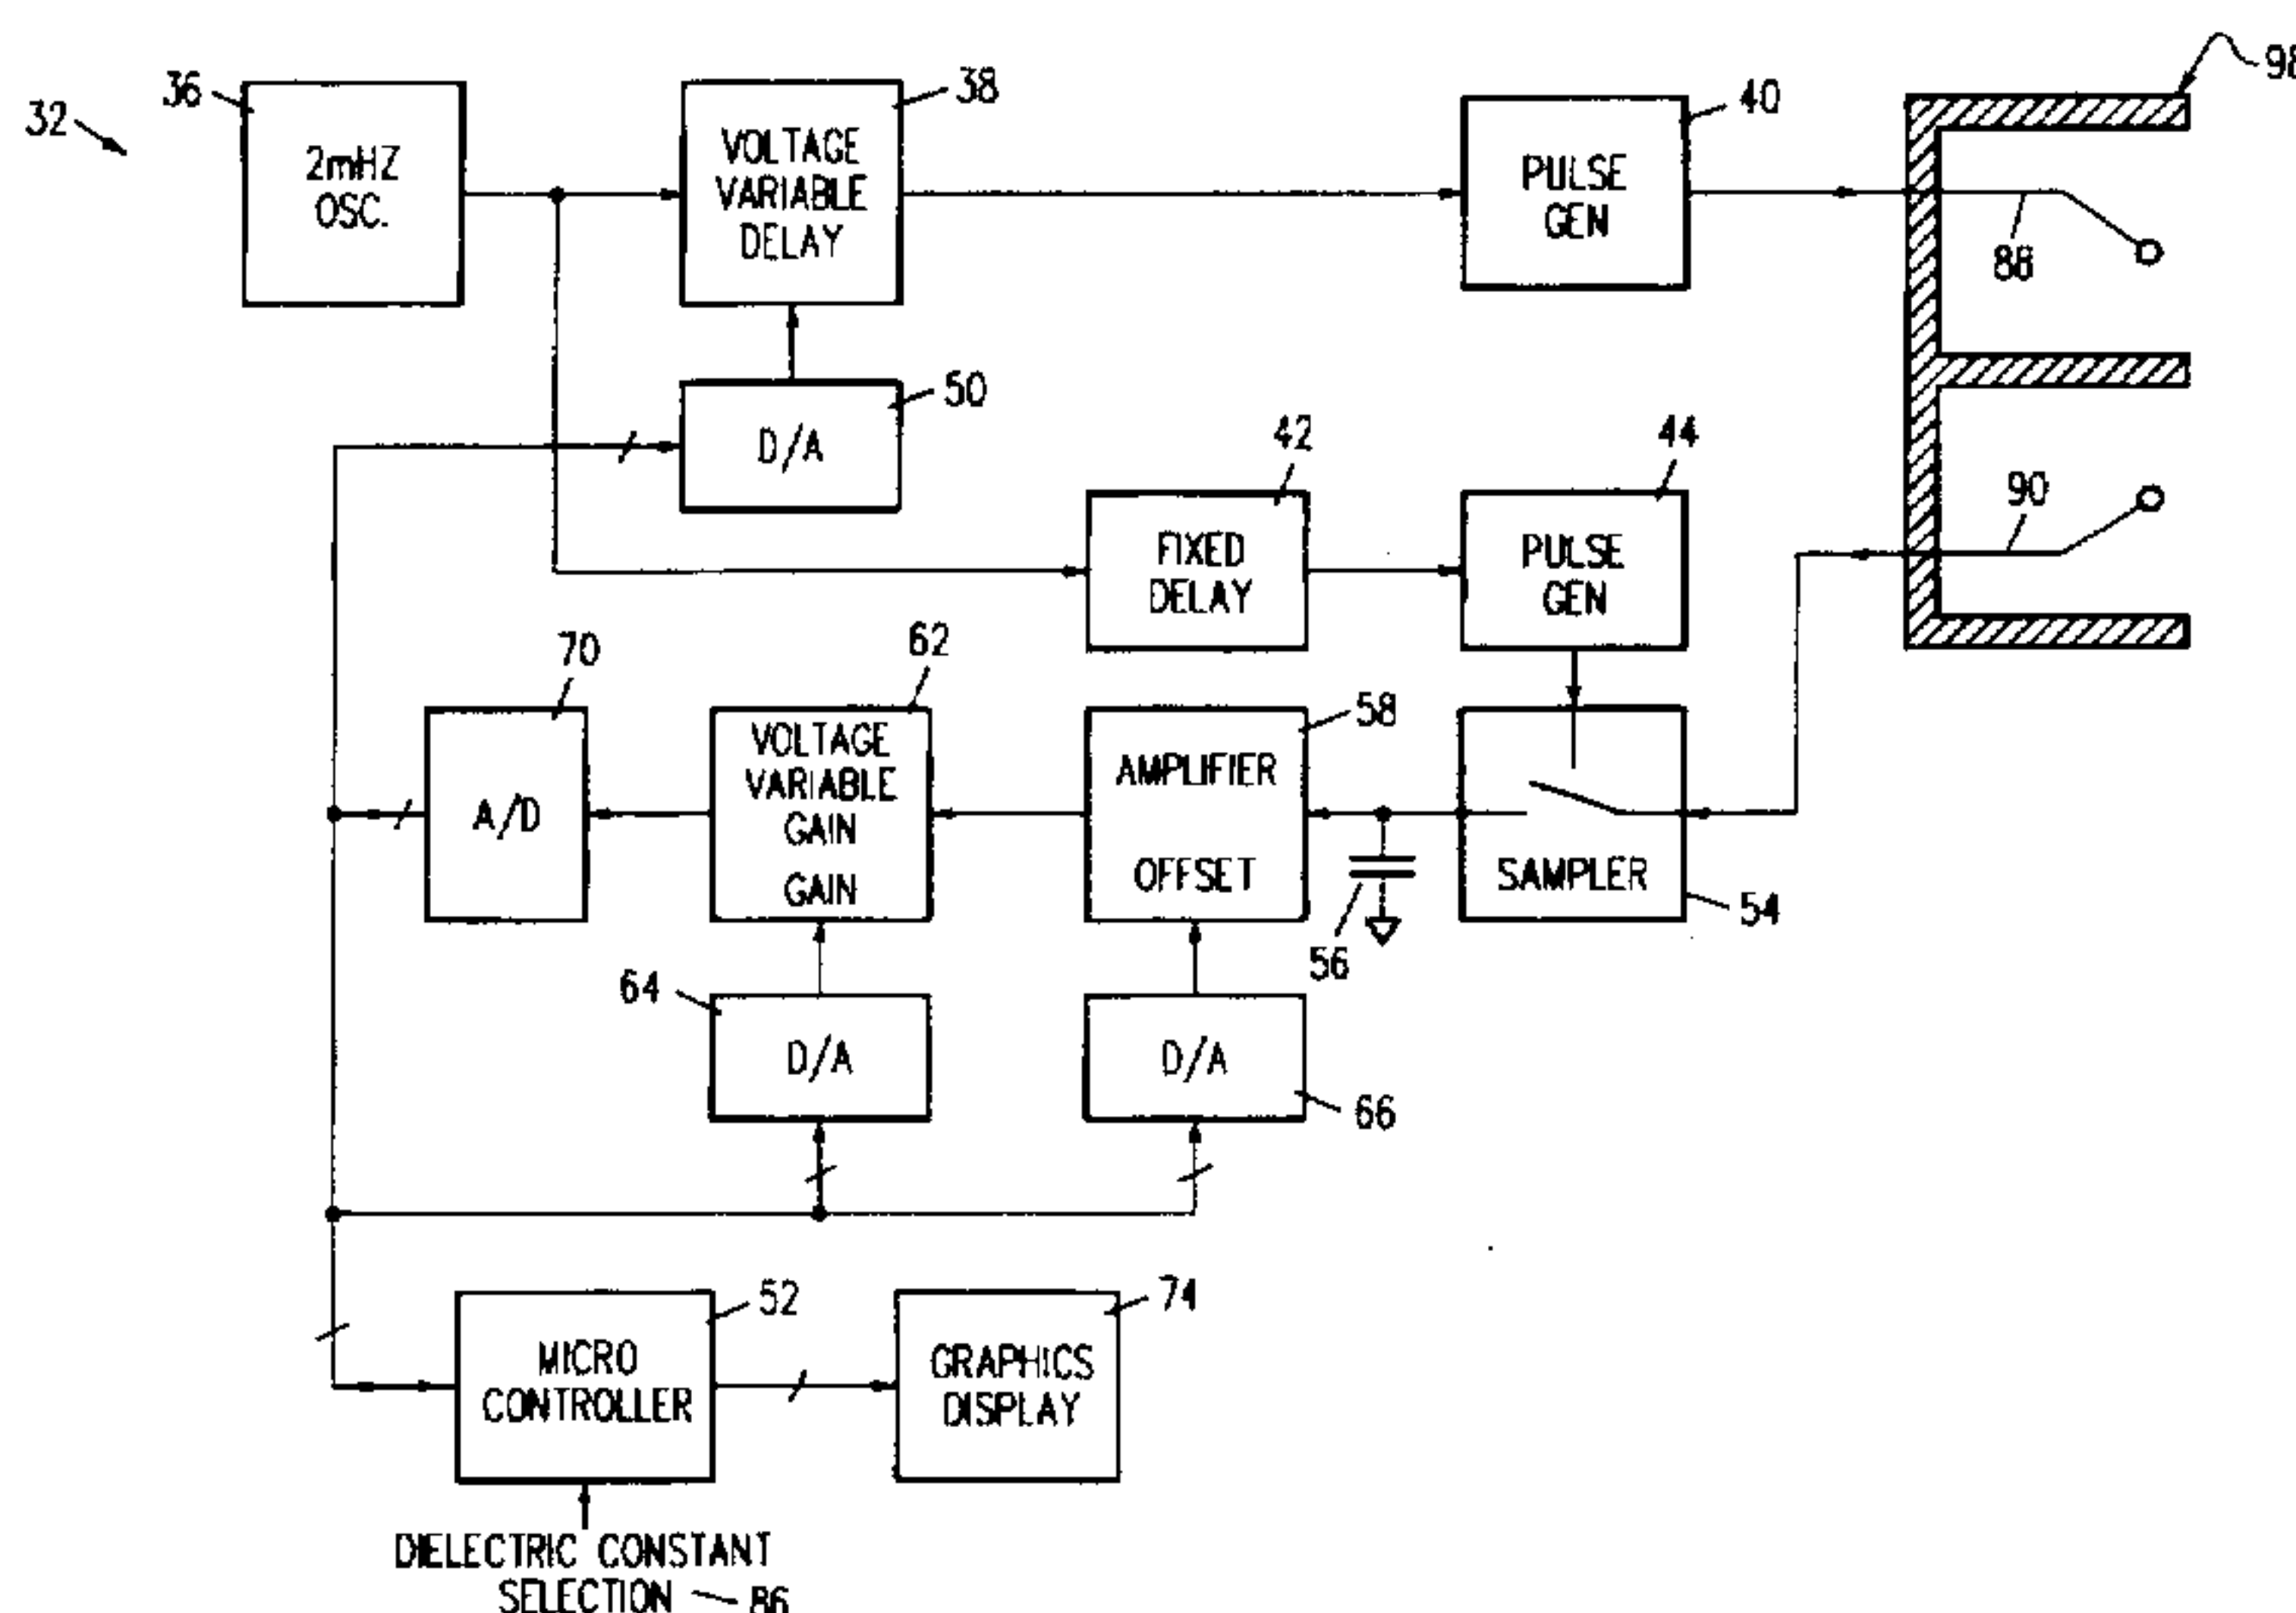 32
36
2mHZ
OSC.
38
VOLTAGE
VARIABLE
DELAY
40
PULSE
GEN
98
88
50
D/A
42
FIXED
DELAY
44
PULSE
GEN
90
70
A/D
62
VOLTAGE
VARIABLE
GAIN
GAIN
58
AMPLIFIER
OFFSET
56
SAMPLER
54
64
D/A
D/A
66
52
MICRO
CONTROLLER
74
GRAPHICS
DISPLAY
DIELECTRIC CONSTANT
SELECTION 86